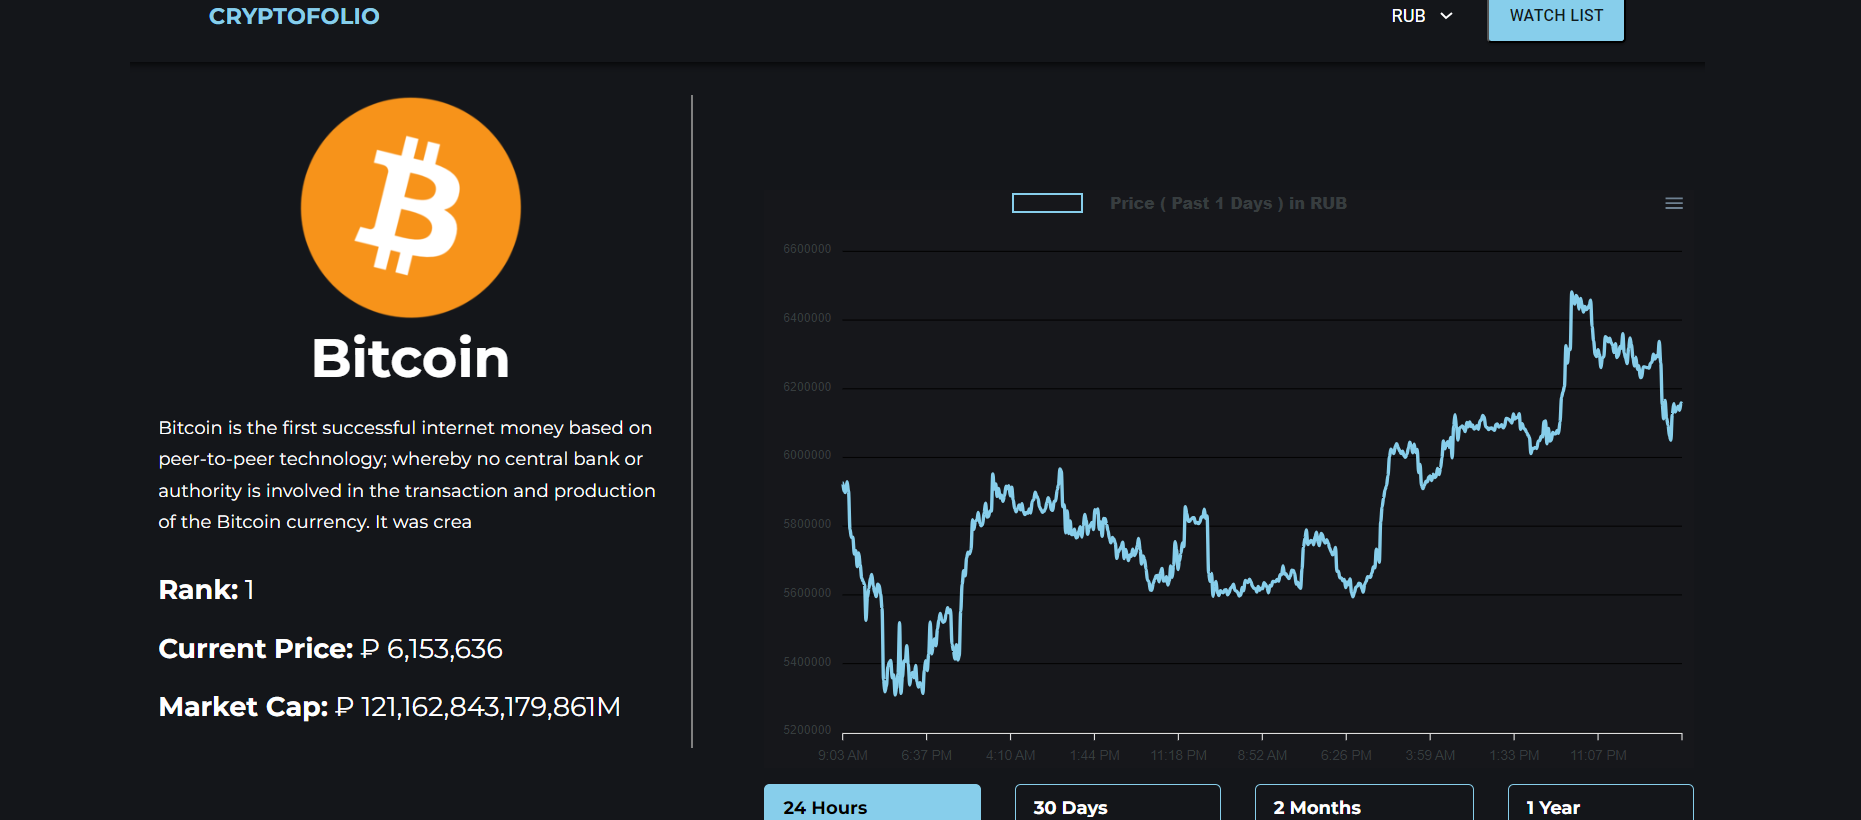 CRYPTOFOLIO
RUB
WATCH LIST
Bitcoin
Bitcoin is the first successful internet money based on
peer-to-peer technology; whereby no central bank or
authority is involved in the transaction and production
of the Bitcoin currency. It was crea
Rank: 1
Current Price: ₽ 6,153,636
Market Cap: ₽ 121,162,843,179,861M
Price ( Past 1 Days ) in RUB
6600000
6400000
6200000
6000000
5800000
5600000
5400000
5200000
9:03 AM 6:37 PM 4:10 AM 1:44 PM 11:18 PM 8:52 AM 6:26 PM 3:59 AM 1:33 PM 11:07 PM
24 Hours 30 Days 2 Months 1 Year